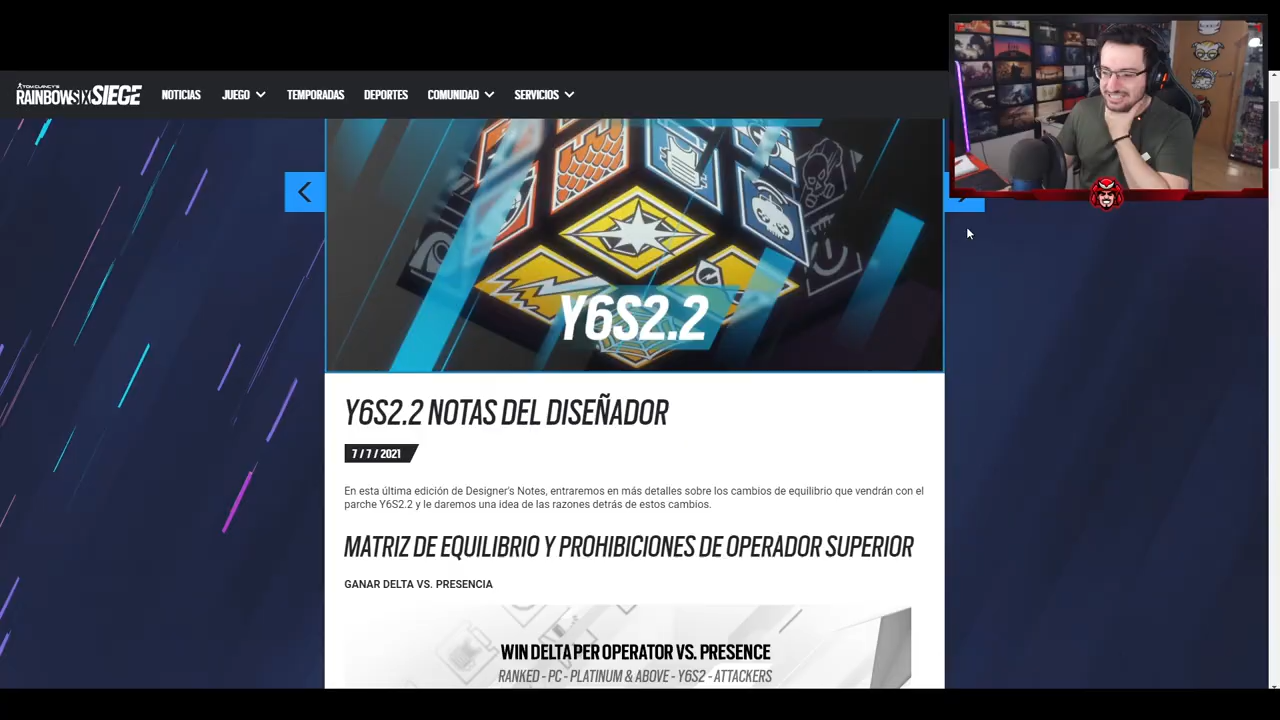 TOM CLANCY'S
RAINBOWSIX SIEGE
NOTICIAS
JUEGO
TEMPORADAS
DEPORTES
COMUNIDAD
SERVICIOS
Y6S2.2
Y6S2.2 NOTAS DEL DISEÑADOR
7 / 7 / 2021
En esta última edición de Designer's Notes, entraremos en más detalles sobre los cambios de equilibrio que vendrán con el
parche Y6S2.2 y le daremos una idea de las razones detrás de estos cambios.
MATRIZ DE EQUILIBRIO Y PROHIBICIONES DE OPERADOR SUPERIOR
GANAR DELTA VS. PRESENCIA
WIN DELTA PER OPERATOR VS. PRESENCE
RANKED - PC - PLATINUM & ABOVE - Y6S2 - ATTACKERS